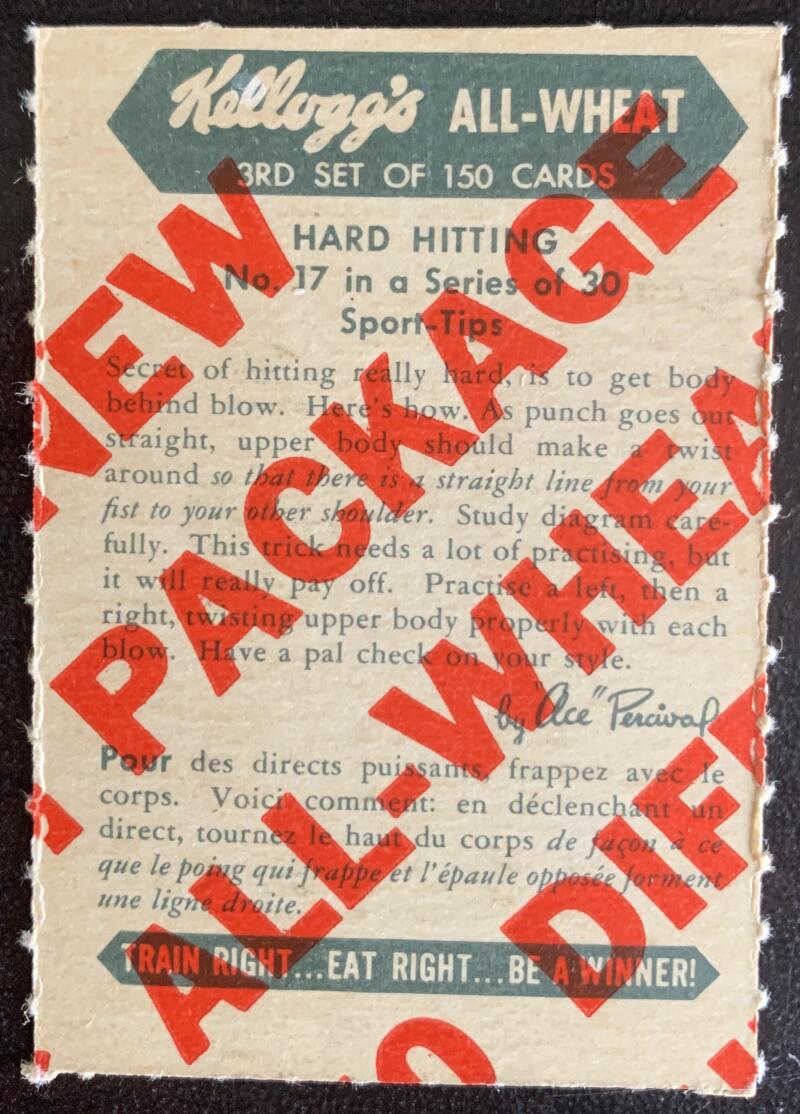 Kellogg's ALL-WHEAT
3RD SET OF 150 CARDS
HARD HITTING
No. 17 in a Series of 30
Sport-Tips
Secret of hitting really hard, is to get body
behind blow. Here's how. As punch goes out
straight, upper body should make a twist
around so that there is a straight line from your
fist to your other shoulder. Study diagram care-
fully. This trick needs a lot of practising, but
it will really pay off. Practise a left, then a
right, twisting upper body properly with each
blow. Have a pal check on your style.
by "Ace" Percival
Pour des directs puissants, frappez avec le
corps. Voici comment: en déclenchant un
direct, tournez le haut du corps de façon à ce
que le poing qui frappe et l'épaule opposée forment
une ligne droite.
TRAIN RIGHT...EAT RIGHT...BE A WINNER!
NEW
PACKAGE
ALL-WHEA
DIF